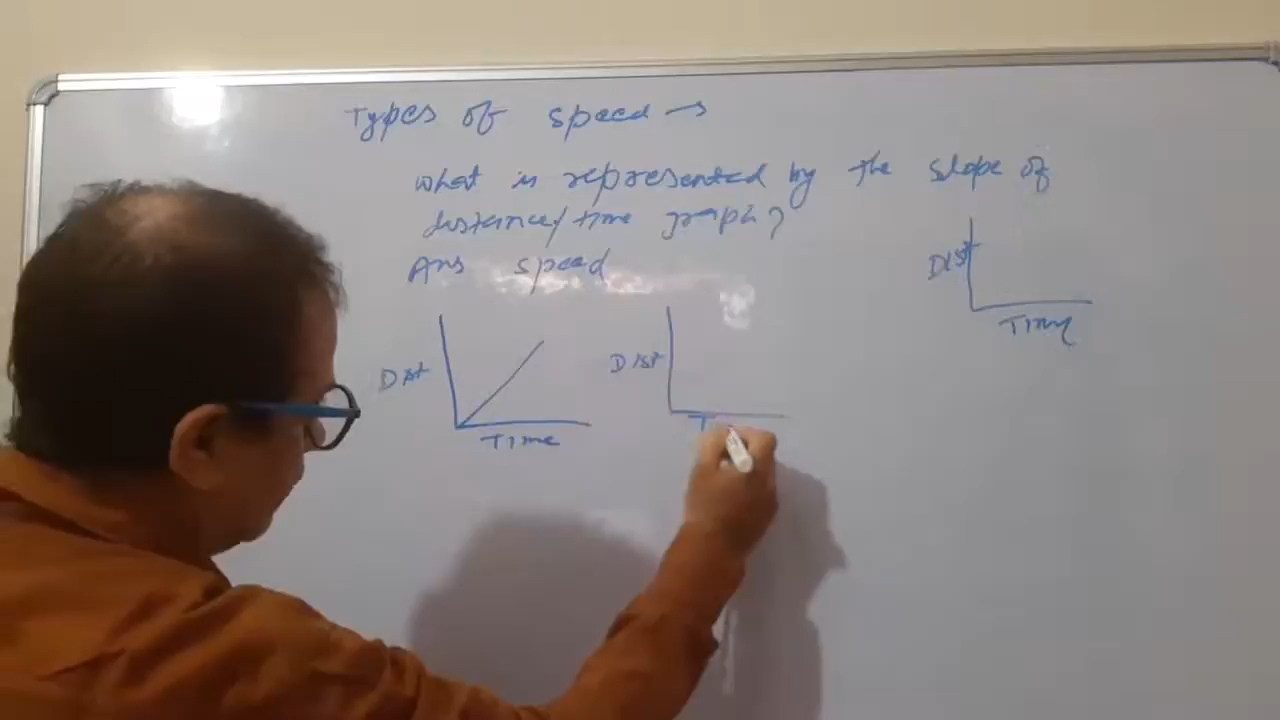 Types of speed →
What is represented by the slope of
distance/time graph?
Ans speed
Dist
Time
Dist
Time
Dist
T